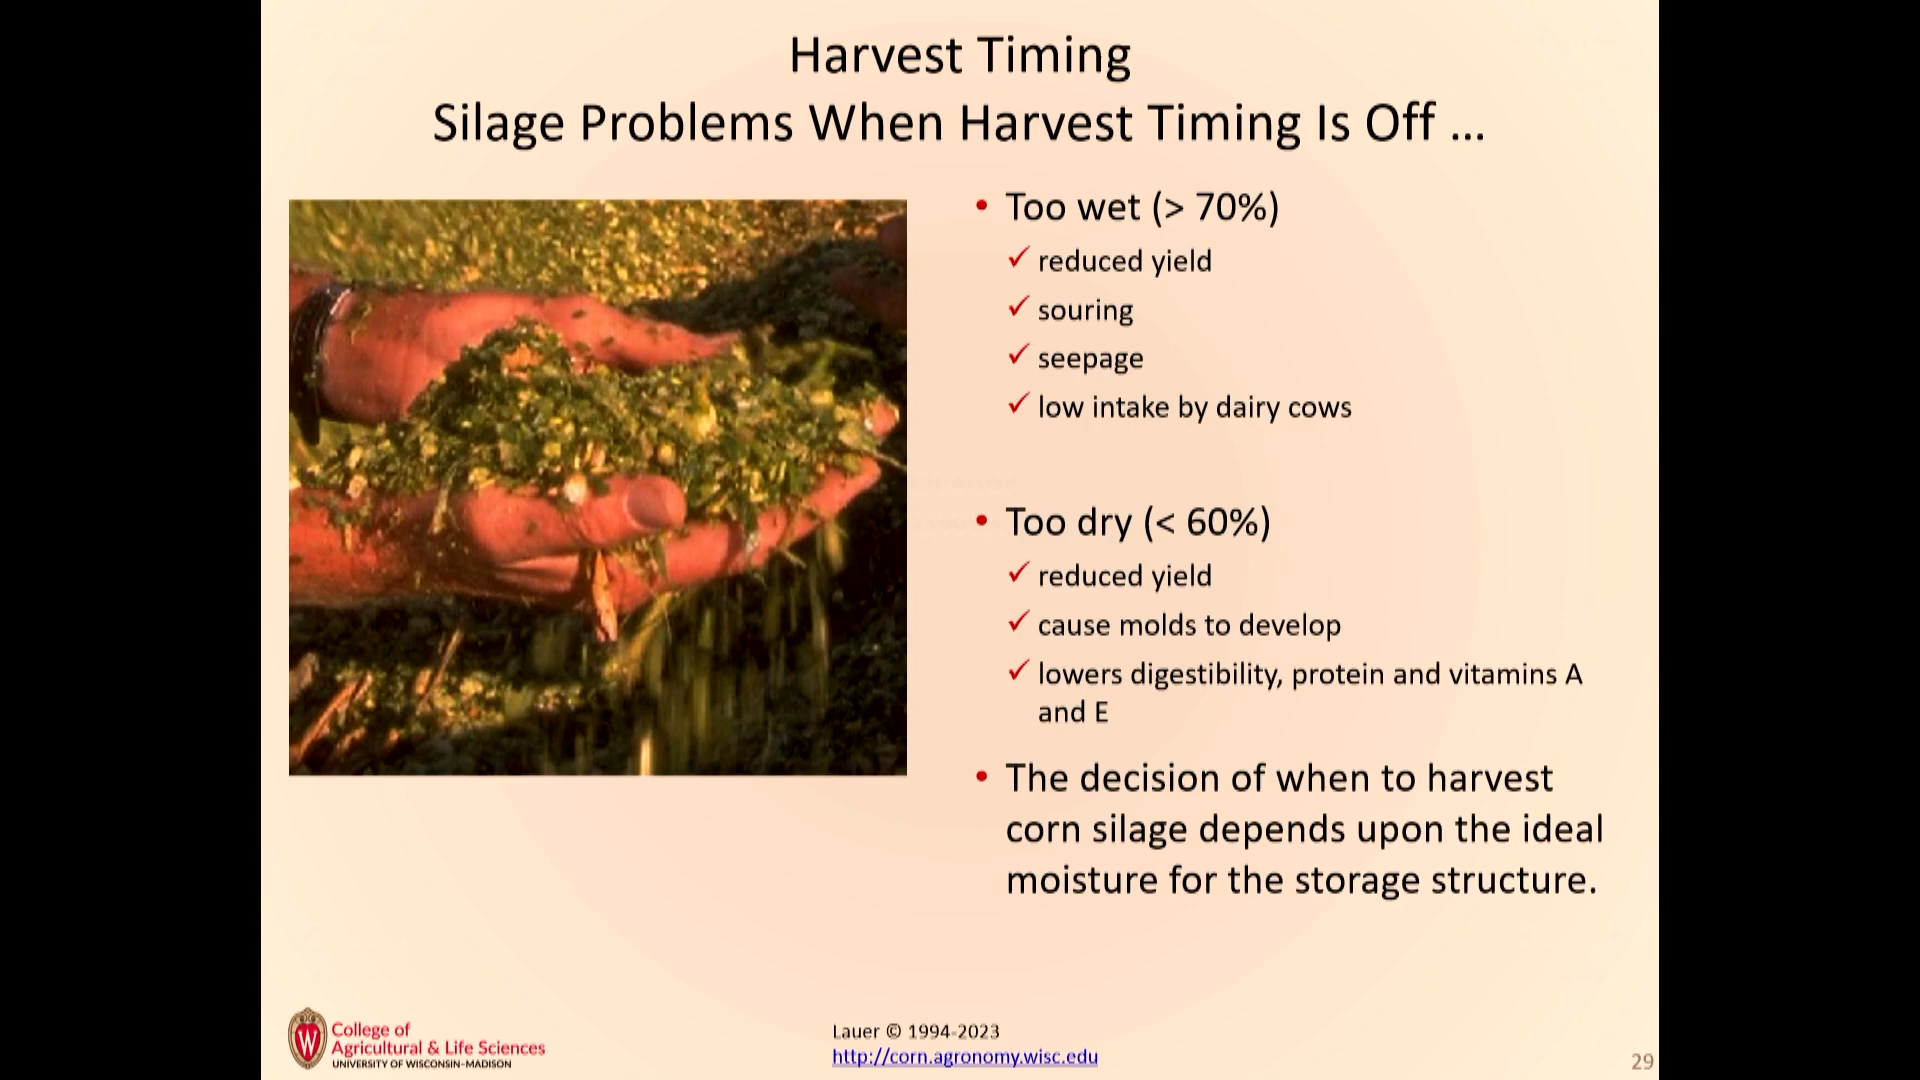 Harvest Timing
Silage Problems When Harvest Timing Is Off ...
• Too wet (> 70%)
✓ reduced yield
✓ souring
✓ seepage
✓ low intake by dairy cows
• Too dry (< 60%)
✓ reduced yield
✓ cause molds to develop
✓ lowers digestibility, protein and vitamins A
and E
• The decision of when to harvest
corn silage depends upon the ideal
moisture for the storage structure.
W
College of
Agricultural & Life Sciences
UNIVERSITY OF WISCONSIN-MADISON
Lauer © 1994-2023
http://corn.agronomy.wisc.edu
29